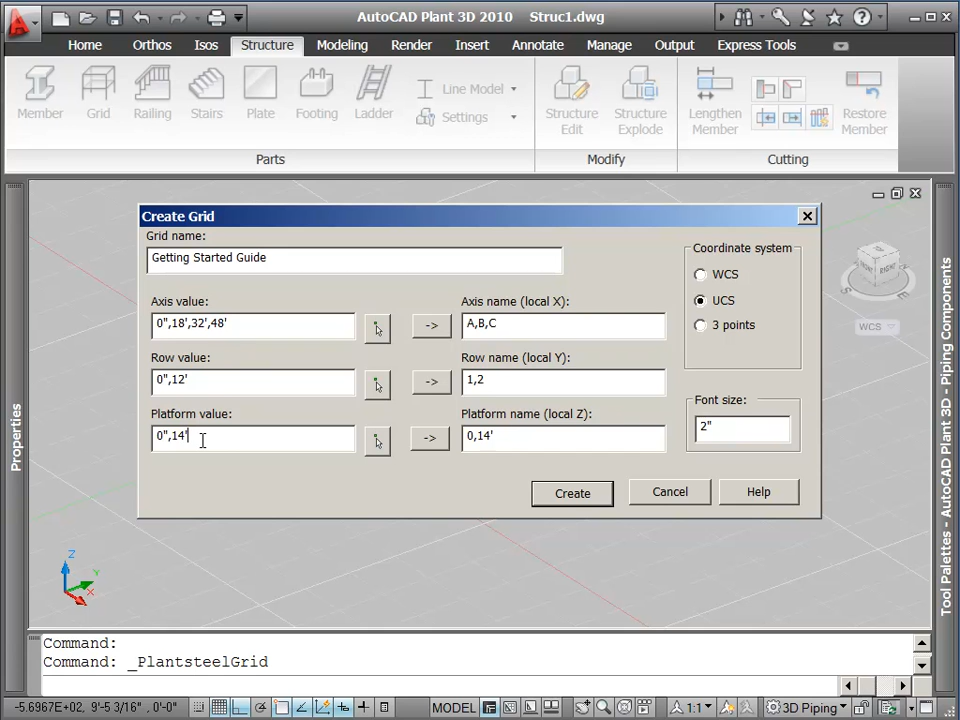 AutoCAD Plant 3D 2010 Struc1.dwg
Home Orthos Isos Structure Modeling Render Insert Annotate Manage Output Express Tools
Member Grid Railing Stairs Plate Footing Ladder
Line Model
Settings
Structure Edit
Structure Explode
Lengthen Member
Restore Member
Parts Modify Cutting
Create Grid
Grid name:
Getting Started Guide
Coordinate system
WCS
UCS
3 points
Axis value: Axis name (local X):
0",18',32',48' -> A,B,C
Row value: Row name (local Y):
0",12' -> 1,2
Platform value: Platform name (local Z):
0",14' -> 0,14'
Font size:
2"
Create Cancel Help
FRONT RIGHT
WCS
Properties
Tool Palettes - AutoCAD Plant 3D - Piping Components
Z
Y
X
Command:
Command: _PlantsteelGrid
-5.6967E+02, 9'-5 3/16" , 0'-0" MODEL 1:1 3D Piping